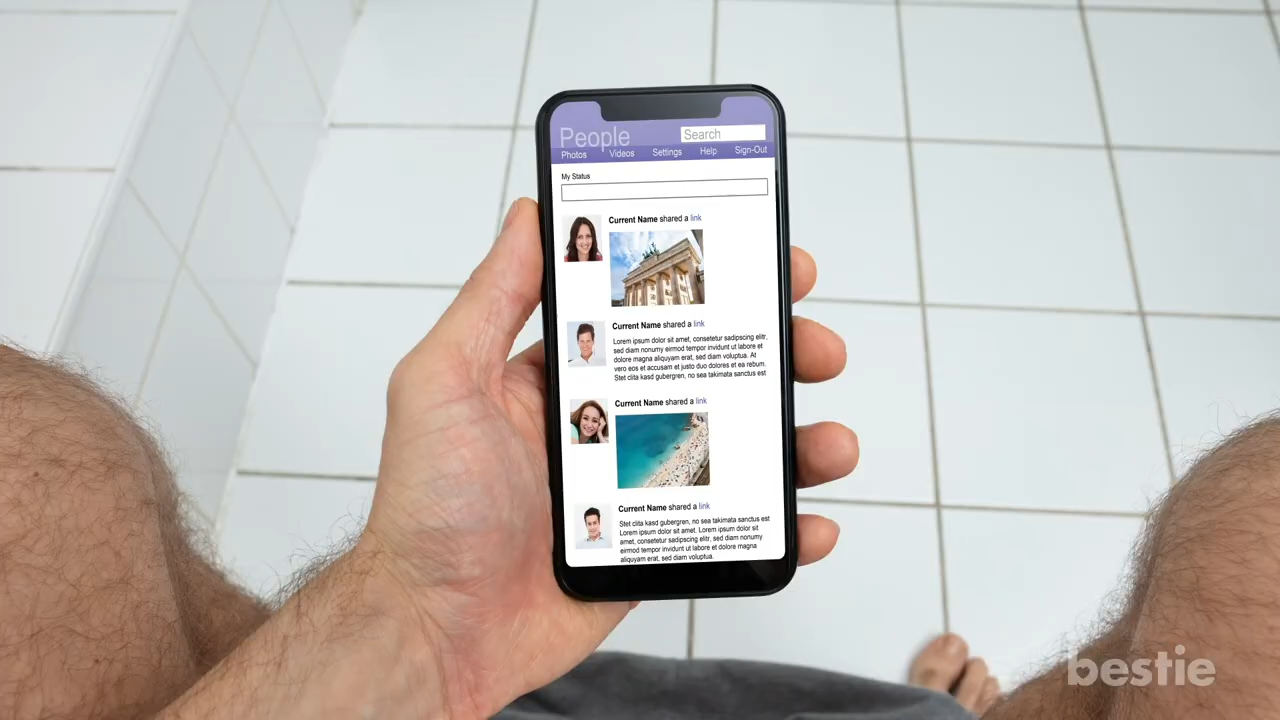 People
Search
Photos Videos Settings Help Sign-Out
My Status
Current Name shared a link
Current Name shared a link
Lorem ipsum dolor sit amet, consetetur sadipscing elitr,
sed diam nonumy eirmod tempor invidunt ut labore et
dolore magna aliquyam erat, sed diam voluptua. At
vero eos et accusam et justo duo dolores et ea rebum.
Stet clita kasd gubergren, no sea takimata sanctus est
Current Name shared a link
Current Name shared a link
Stet clita kasd gubergren, no sea takimata sanctus est
Lorem ipsum dolor sit amet. Lorem ipsum dolor sit
amet, consetetur sadipscing elitr, sed diam nonumy
eirmod tempor invidunt ut labore et dolore magna
aliquyam erat, sed diam voluptua.
bestie